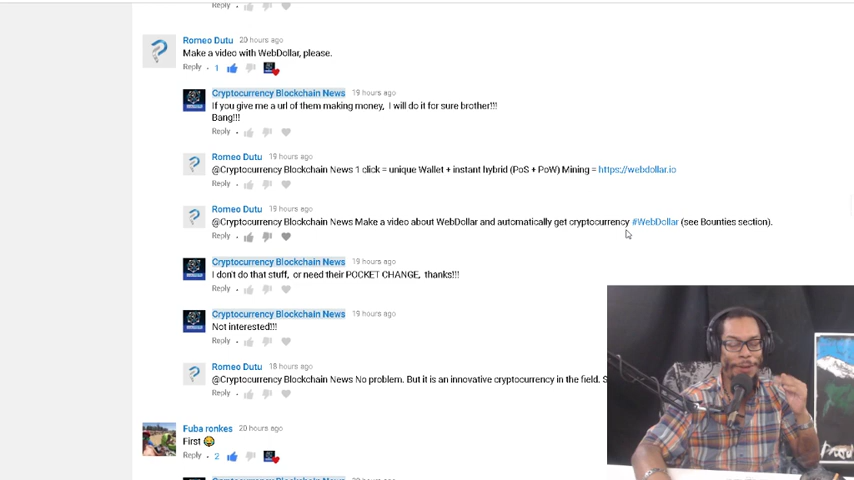 Reply
Romeo Dutu 20 hours ago
Make a video with WebDollar, please.
Reply 1
Cryptocurrency Blockchain News 19 hours ago
If you give me a url of them making money, I will do it for sure brother!!!
Bang!!!
Reply
Romeo Dutu 19 hours ago
@Cryptocurrency Blockchain News 1 click = unique Wallet + instant hybrid (PoS + PoW) Mining = https://webdollar.io
Reply
Romeo Dutu 19 hours ago
@Cryptocurrency Blockchain News Make a video about WebDollar and automatically get cryptocurrency #WebDollar (see Bounties section).
Reply
Cryptocurrency Blockchain News 19 hours ago
I don't do that stuff, or need their POCKET CHANGE, thanks!!!
Reply
Cryptocurrency Blockchain News 19 hours ago
Not interested!!!
Reply
Romeo Dutu 18 hours ago
@Cryptocurrency Blockchain News No problem. But it is an innovative cryptocurrency in the field. S
Reply
Fuba ronkes 20 hours ago
First 😂
Reply 2
Cryptocurrency Blockchain News